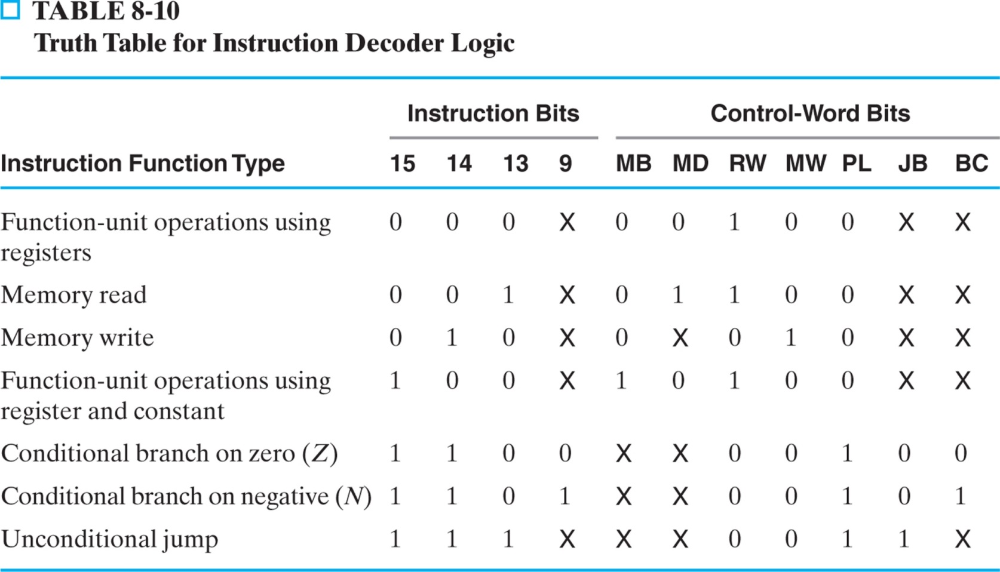 TABLE 8-10
Truth Table for Instruction Decoder Logic
Instruction Bits Control-Word Bits
Instruction Function Type 15 14 13 9 MB MD RW MW PL JB BC
Function-unit operations using 0 0 0 X 0 0 1 0 0 X X
registers
Memory read 0 0 1 X 0 1 1 0 0 X X
Memory write 0 1 0 X 0 X 0 1 0 X X
Function-unit operations using 1 0 0 X 1 0 1 0 0 X X
register and constant
Conditional branch on zero (Z) 1 1 0 0 X X 0 0 1 0 0
Conditional branch on negative (N) 1 1 0 1 X X 0 0 1 0 1
Unconditional jump 1 1 1 X X X 0 0 1 1 X